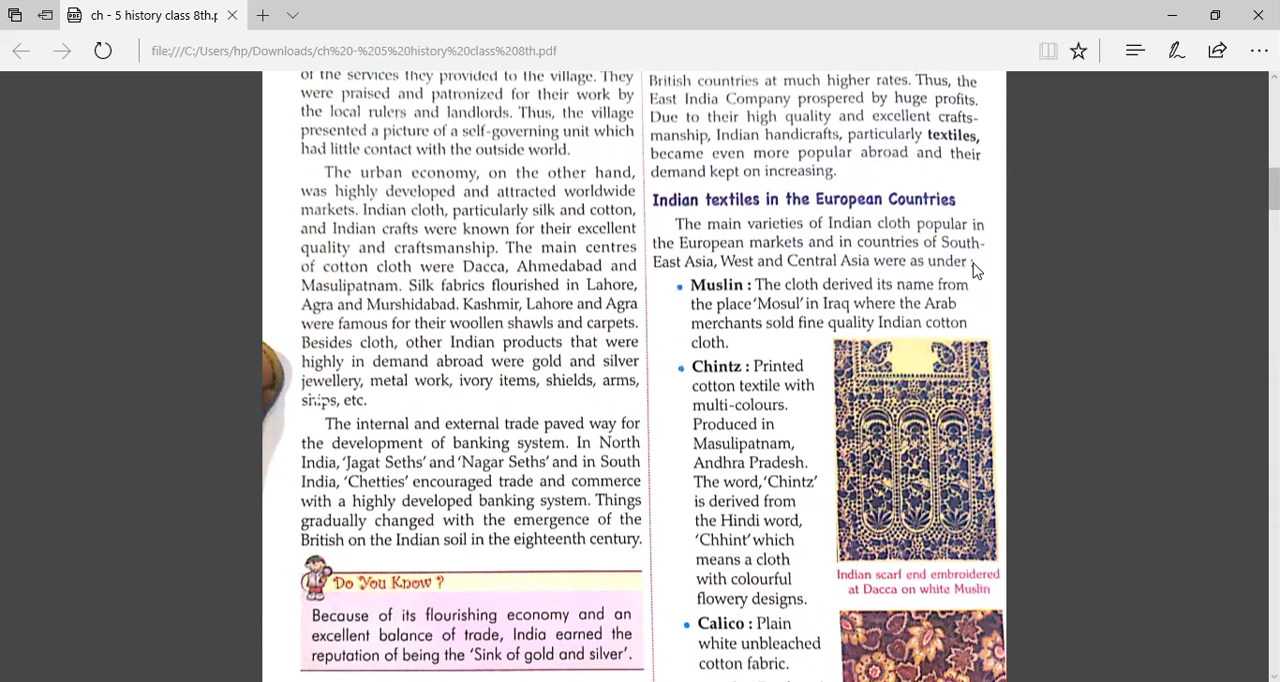 ch - 5 history class 8th.p
file:///C:/Users/hp/Downloads/ch%20-%205%20history%20class%208th.pdf
of the services they provided to the village. They
were praised and patronized for their work by
the local rulers and landlords. Thus, the village
presented a picture of a self-governing unit which
had little contact with the outside world.
The urban economy, on the other hand,
was highly developed and attracted worldwide
markets. Indian cloth, particularly silk and cotton,
and Indian crafts were known for their excellent
quality and craftsmanship. The main centres
of cotton cloth were Dacca, Ahmedabad and
Masulipatnam. Silk fabrics flourished in Lahore,
Agra and Murshidabad. Kashmir, Lahore and Agra
were famous for their woollen shawls and carpets.
Besides cloth, other Indian products that were
highly in demand abroad were gold and silver
jewellery, metal work, ivory items, shields, arms,
ships, etc.
The internal and external trade paved way for
the development of banking system. In North
India, 'Jagat Seths' and 'Nagar Seths' and in South
India, 'Chetties' encouraged trade and commerce
with a highly developed banking system. Things
gradually changed with the emergence of the
British on the Indian soil in the eighteenth century.
Do You Know ?
Because of its flourishing economy and an
excellent balance of trade, India earned the
reputation of being the 'Sink of gold and silver'.
British countries at much higher rates. Thus, the
East India Company prospered by huge profits.
Due to their high quality and excellent crafts-
manship, Indian handicrafts, particularly textiles,
became even more popular abroad and their
demand kept on increasing.
Indian textiles in the European Countries
The main varieties of Indian cloth popular in
the European markets and in countries of South-
East Asia, West and Central Asia were as under :
• Muslin : The cloth derived its name from
the place 'Mosul' in Iraq where the Arab
merchants sold fine quality Indian cotton
cloth.
• Chintz : Printed
cotton textile with
multi-colours.
Produced in
Masulipatnam,
Andhra Pradesh.
The word, 'Chintz'
is derived from
the Hindi word,
'Chhint' which
means a cloth
with colourful
flowery designs.
• Calico : Plain
white unbleached
cotton fabric.
Indian scarf end embroidered
at Dacca on white Muslin